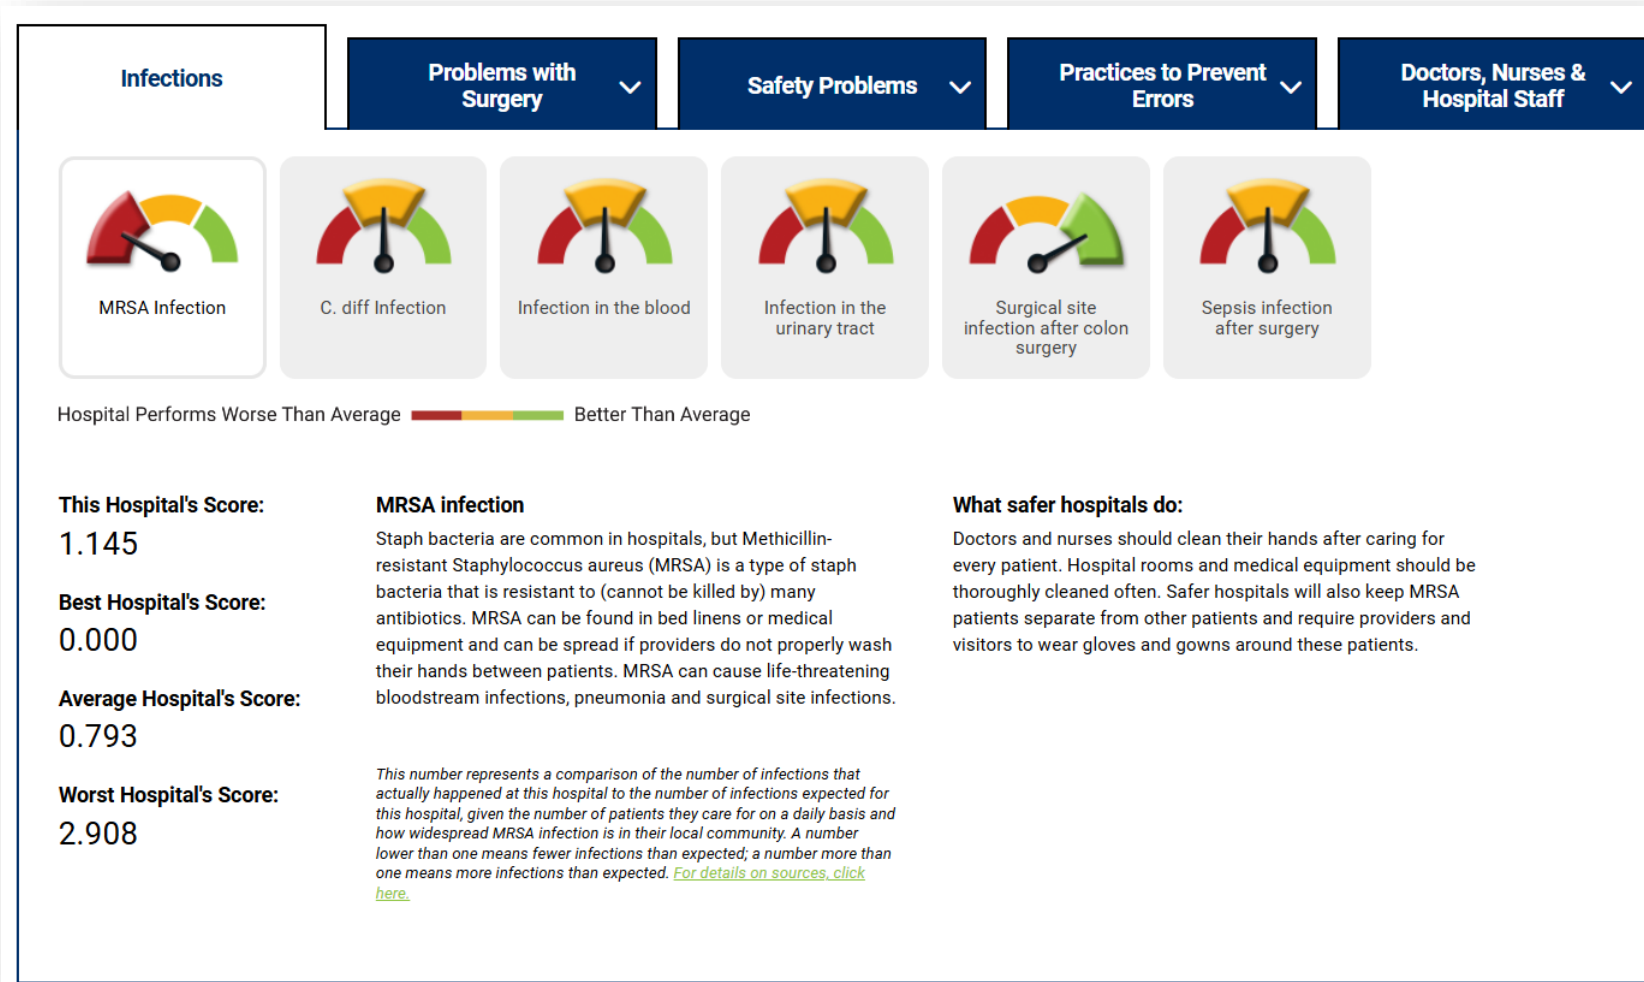 Infections
Problems with
Surgery
Safety Problems
Practices to Prevent
Errors
Doctors, Nurses &
Hospital Staff
MRSA Infection
C. diff Infection
Infection in the blood
Infection in the
urinary tract
Surgical site
infection after colon
surgery
Sepsis infection
after surgery
Hospital Performs Worse Than Average
Better Than Average
This Hospital's Score:
1.145
Best Hospital's Score:
0.000
Average Hospital's Score:
0.793
Worst Hospital's Score:
2.908
MRSA infection
Staph bacteria are common in hospitals, but Methicillin-
resistant Staphylococcus aureus (MRSA) is a type of staph
bacteria that is resistant to (cannot be killed by) many
antibiotics. MRSA can be found in bed linens or medical
equipment and can be spread if providers do not properly wash
their hands between patients. MRSA can cause life-threatening
bloodstream infections, pneumonia and surgical site infections.
This number represents a comparison of the number of infections that
actually happened at this hospital to the number of infections expected for
this hospital, given the number of patients they care for on a daily basis and
how widespread MRSA infection is in their local community. A number
lower than one means fewer infections than expected; a number more than
one means more infections than expected. For details on sources, click
here.
What safer hospitals do:
Doctors and nurses should clean their hands after caring for
every patient. Hospital rooms and medical equipment should be
thoroughly cleaned often. Safer hospitals will also keep MRSA
patients separate from other patients and require providers and
visitors to wear gloves and gowns around these patients.